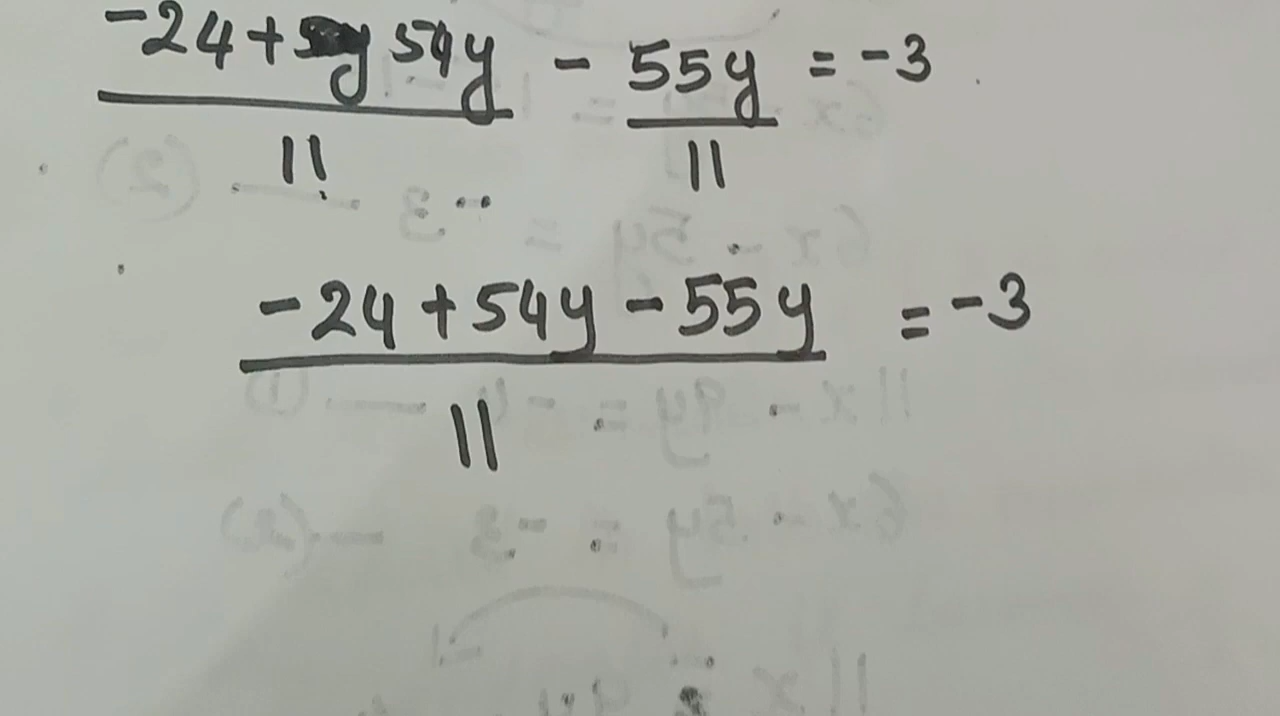 -24+54y - 55y = -3
11 11
-24+54y-55y = -3
11